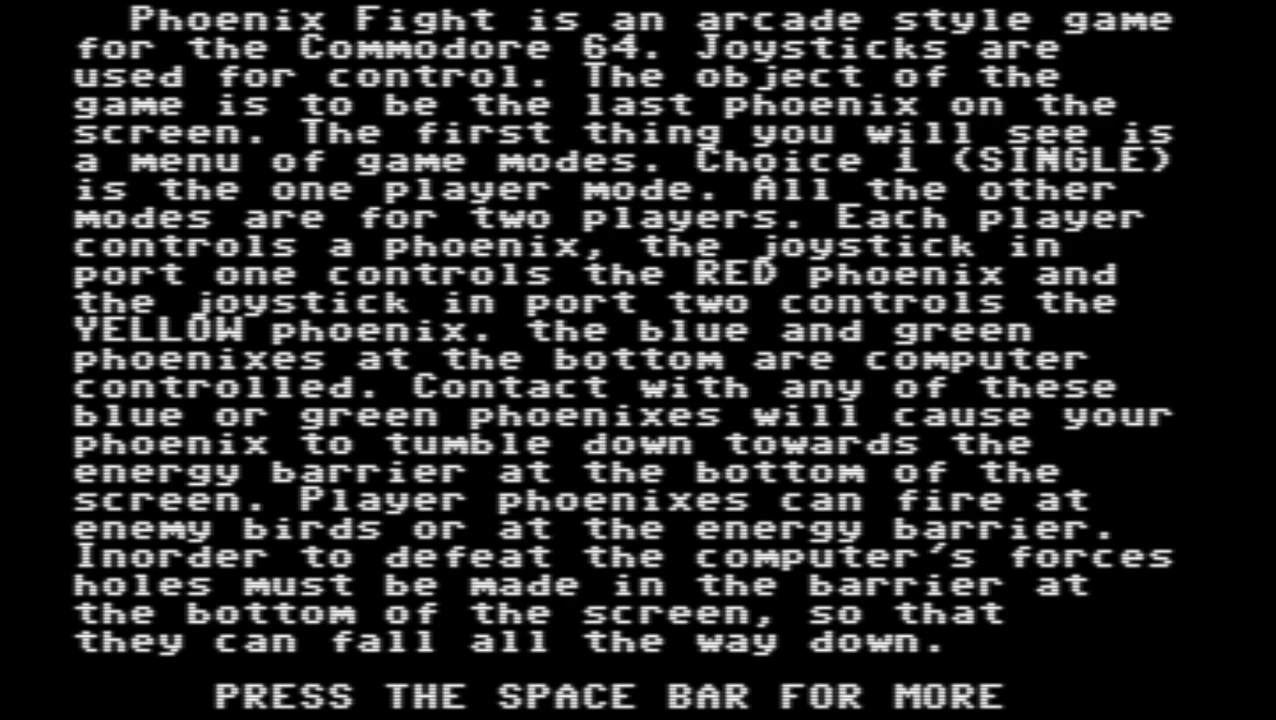 Phoenix Fight is an arcade style game
for the Commodore 64. Joysticks are
used for control. The object of the
game is to be the last phoenix on the
screen. The first thing you will see is
a menu of game modes. Choice 1 (SINGLE)
is the one player mode. All the other
modes are for two players. Each player
controls a phoenix, the joystick in
port one controls the RED phoenix and
the joystick in port two controls the
YELLOW phoenix. the blue and green
phoenixes at the bottom are computer
controlled. Contact with any of these
blue or green phoenixes will cause your
phoenix to tumble down towards the
energy barrier at the bottom of the
screen. Player phoenixes can fire at
enemy birds or at the energy barrier.
Inorder to defeat the computer's forces
holes must be made in the barrier at
the bottom of the screen, so that
they can fall all the way down.
PRESS THE SPACE BAR FOR MORE